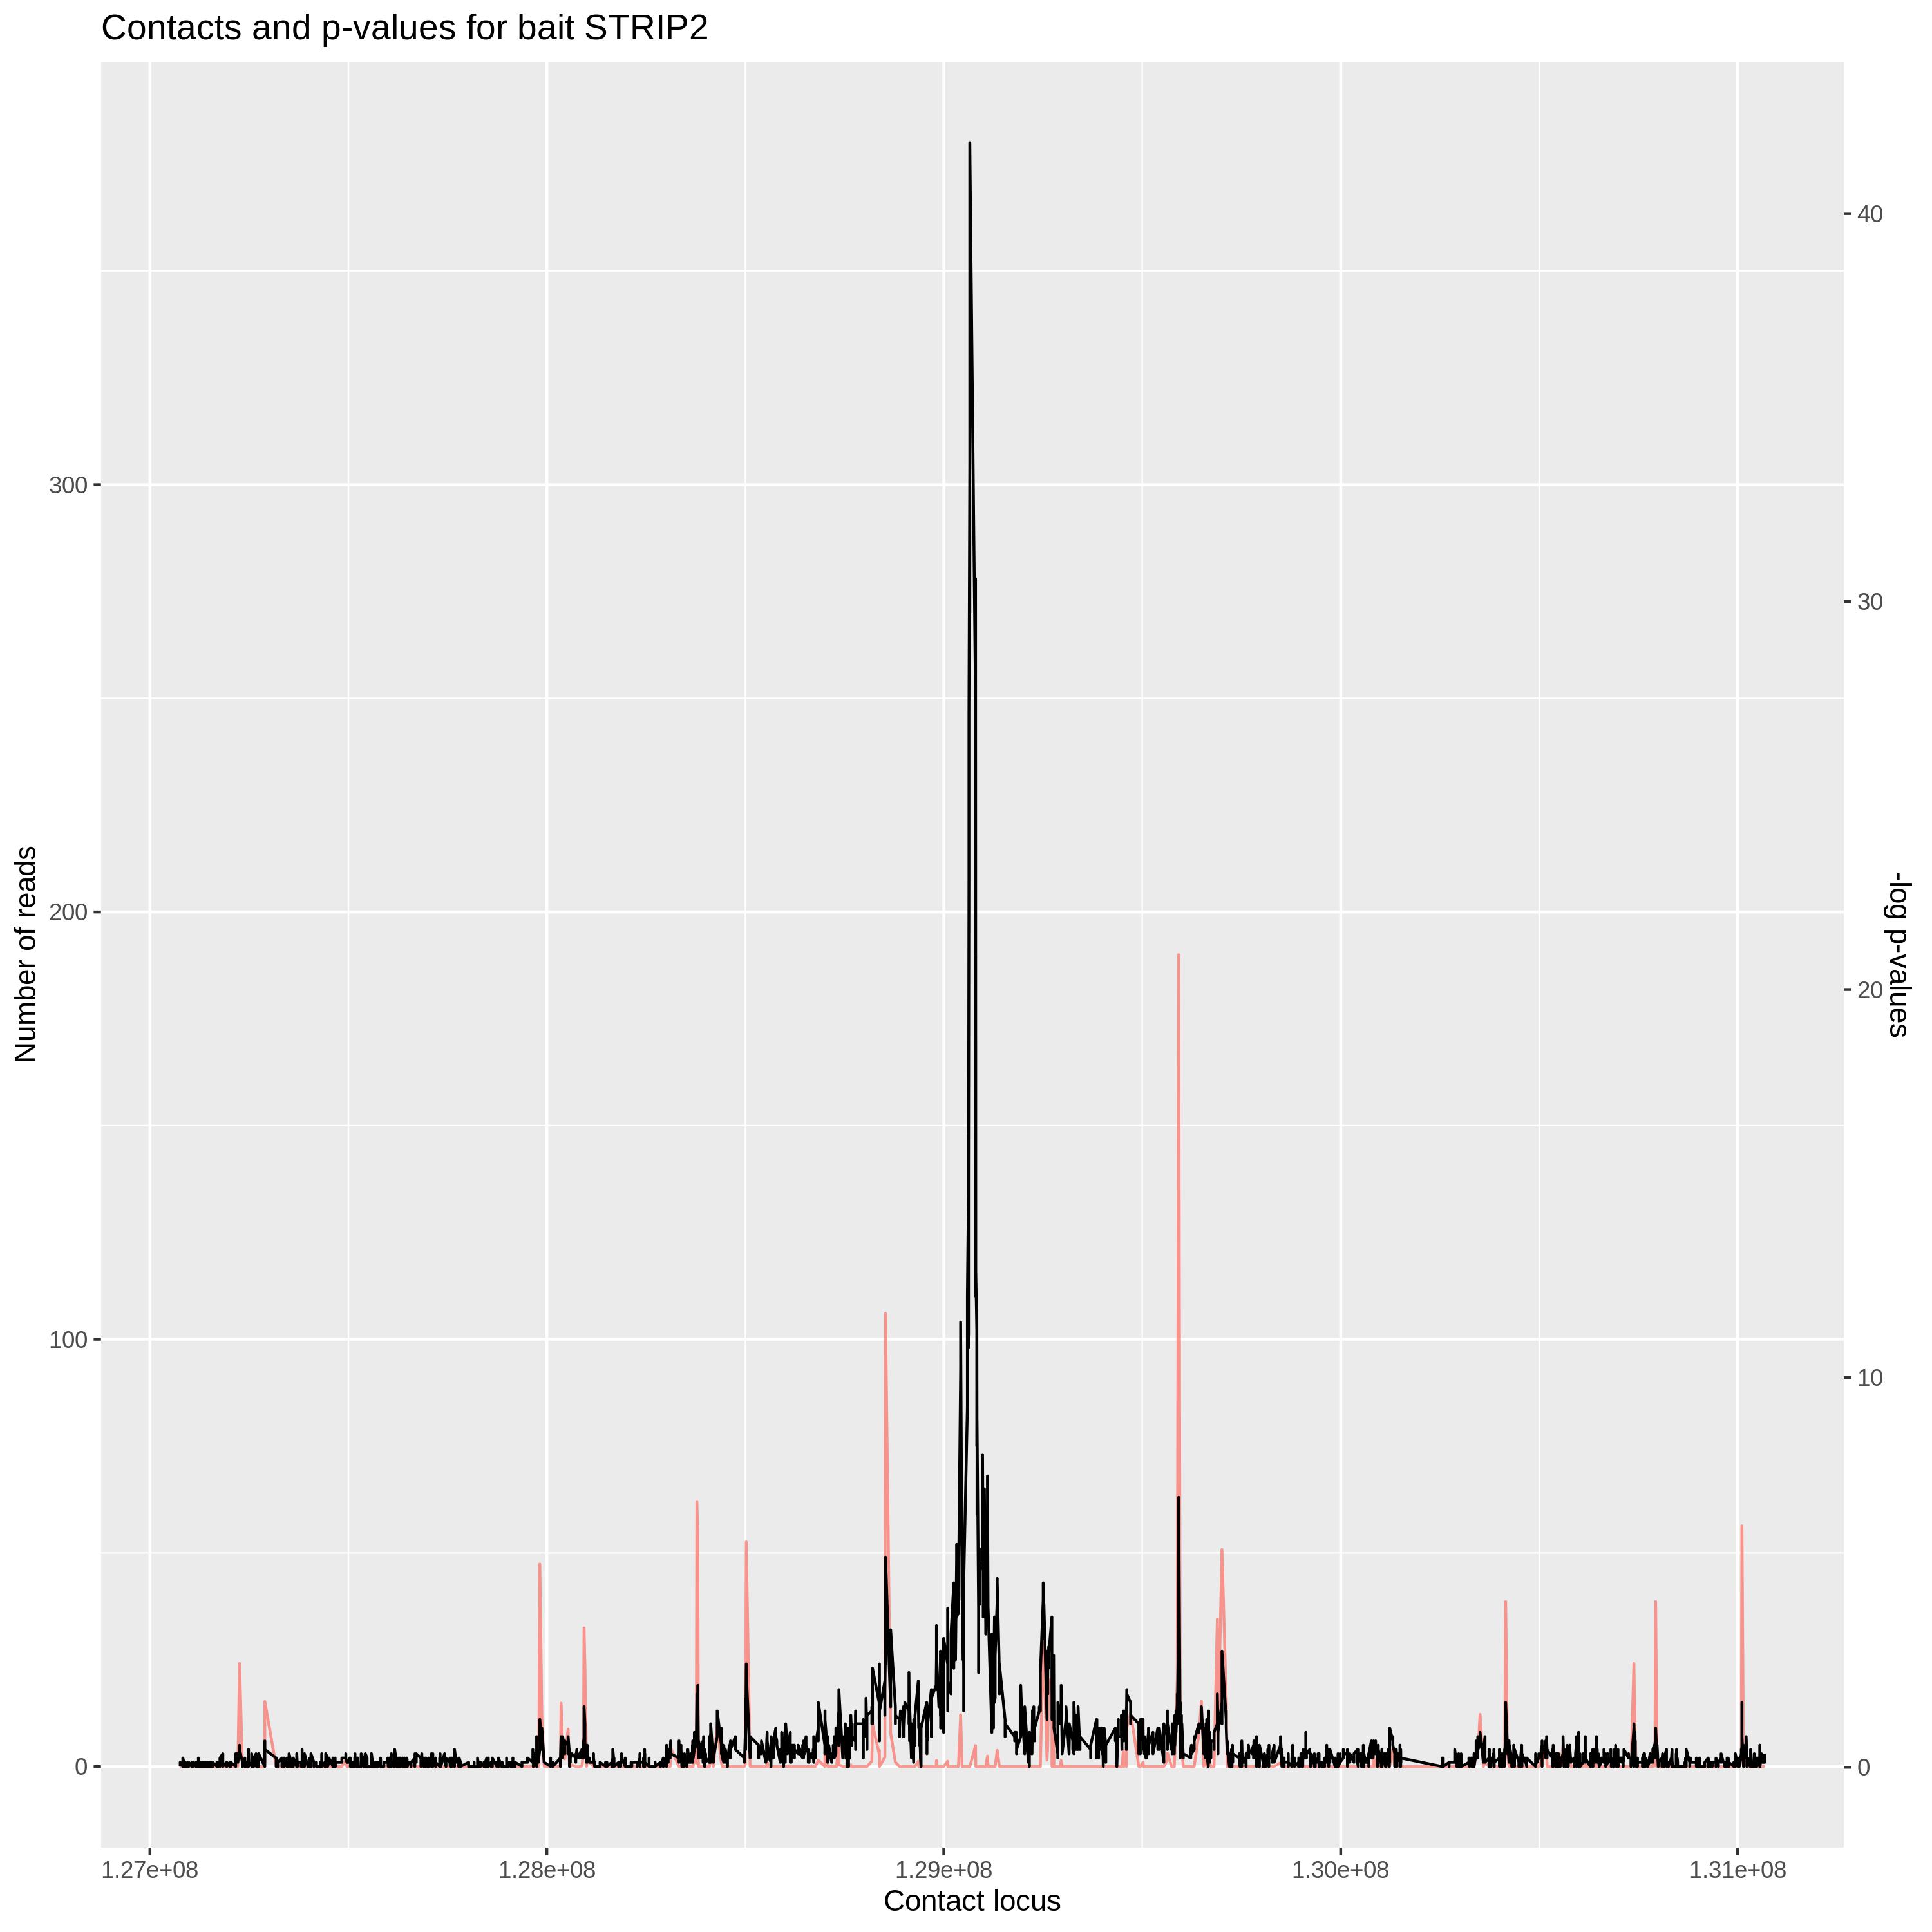 Contacts and p-values for bait STRIP2
Number of reads
300
200
100
0
40
30
20
10
0
-log p-values
1.27e+08
1.28e+08
1.29e+08
1.30e+08
1.31e+08
Contact locus